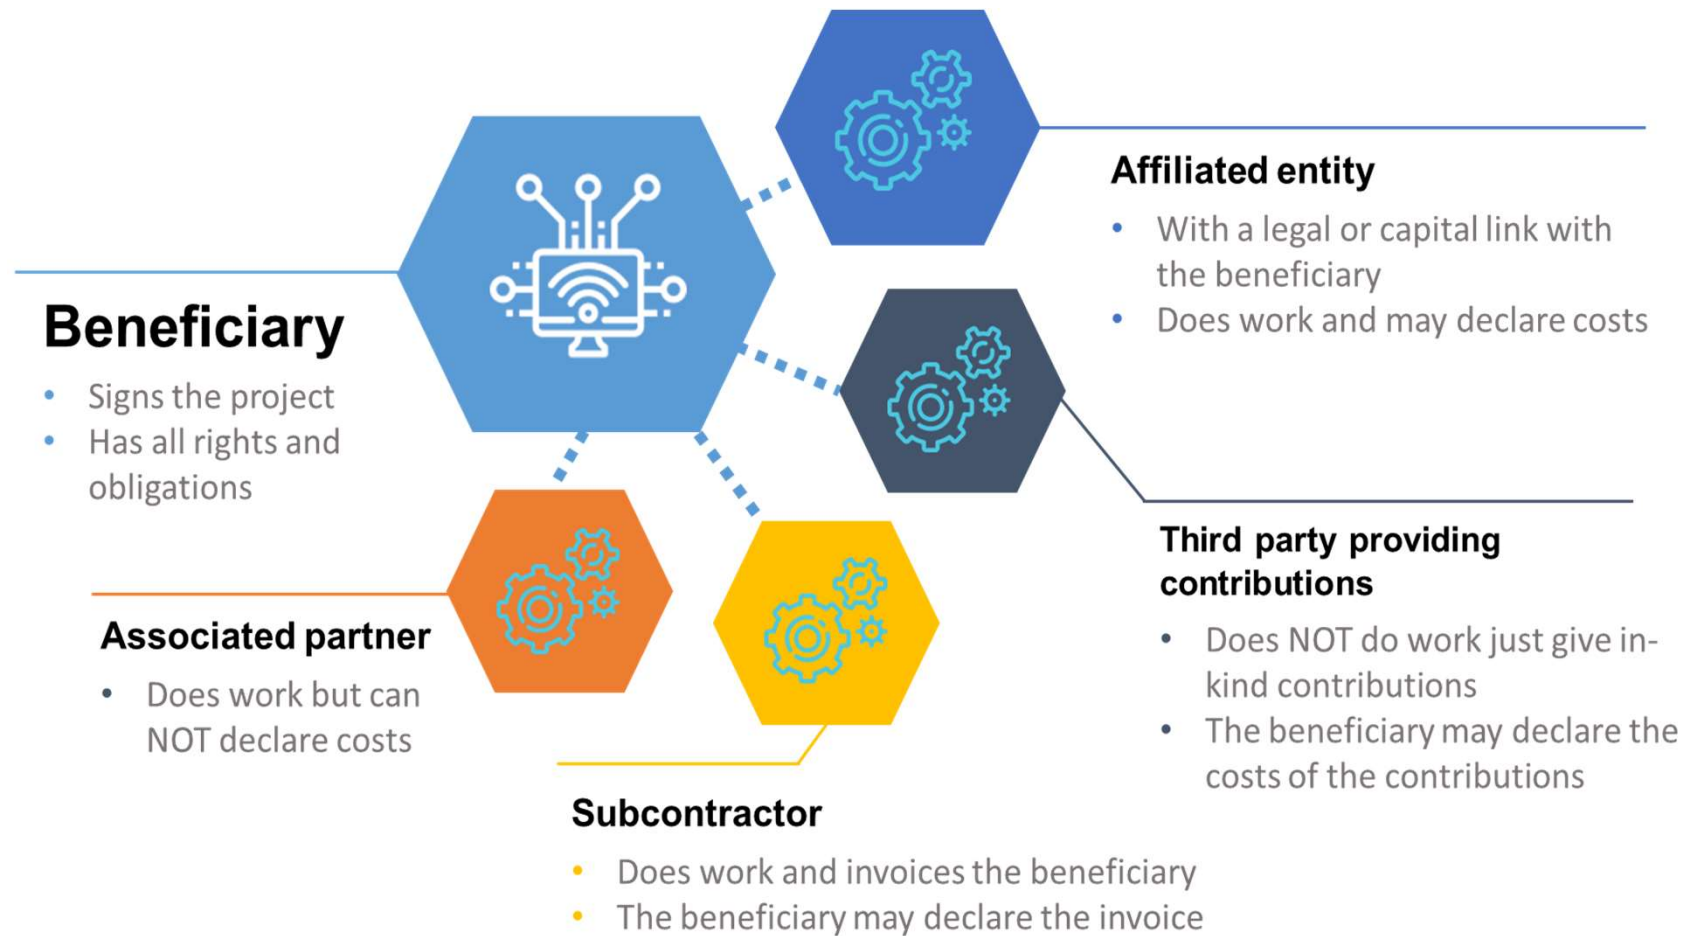 Beneficiary
• Signs the project
• Has all rights and
obligations
Affiliated entity
• With a legal or capital link with
the beneficiary
• Does work and may declare costs
Third party providing
contributions
• Does NOT do work just give in-
kind contributions
• The beneficiary may declare the
costs of the contributions
Associated partner
• Does work but can
NOT declare costs
Subcontractor
• Does work and invoices the beneficiary
• The beneficiary may declare the invoice